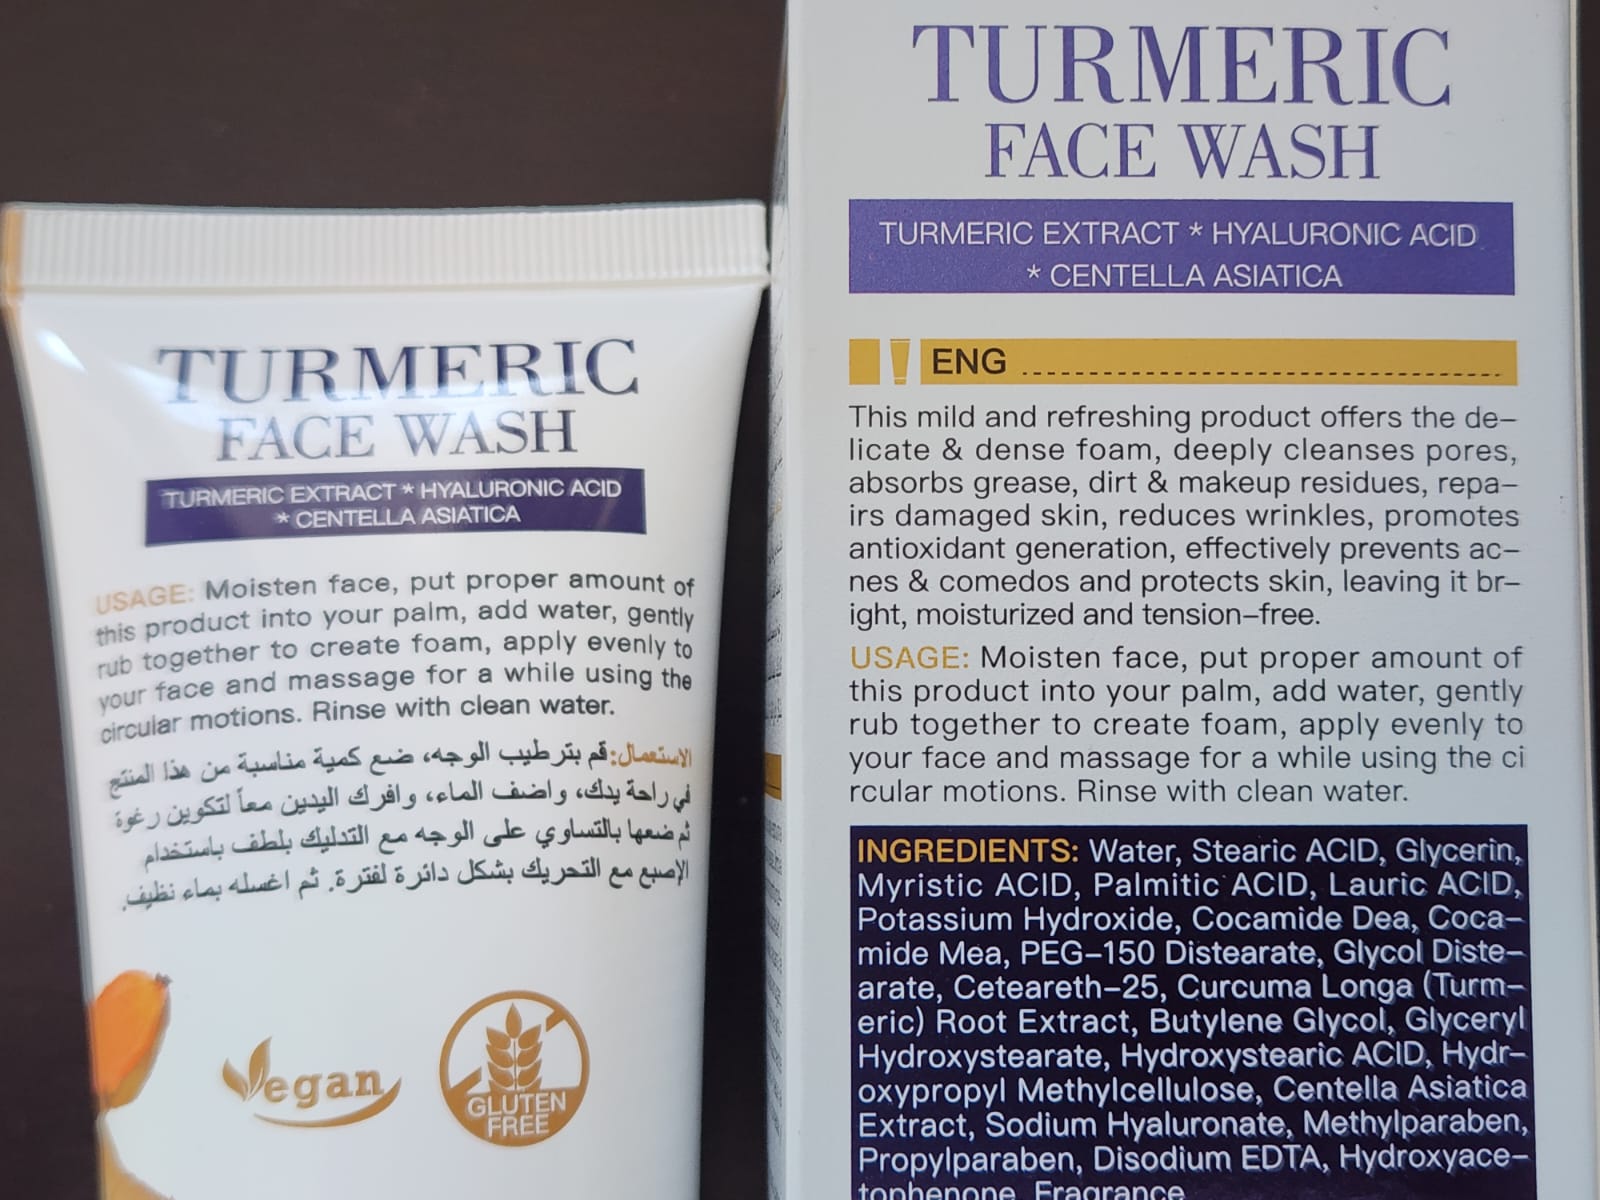 TURMERIC
FACE WASH
TURMERIC EXTRACT * HYALURONIC ACID
* CENTELLA ASIATICA
USAGE: Moisten face, put proper amount of
this product into your palm, add water, gently
rub together to create foam, apply evenly to
your face and massage for a while using the
circular motions. Rinse with clean water.
الاستعمال: قم بترطيب الوجه، ضع كمية مناسبة من هذا المنتج
في راحة يدك، واضف الماء، وافرك اليدين معاً لتكوين رغوة
ثم ضعها بالتساوي على الوجه مع التدليك بلطف باستخدام
الإصبع مع التحريك بشكل دائرة لفترة. ثم اغسله بماء نظيف.
Vegan
GLUTEN
FREE
TURMERIC
FACE WASH
TURMERIC EXTRACT * HYALURONIC ACID
* CENTELLA ASIATICA
ENG
This mild and refreshing product offers the de–
licate & dense foam, deeply cleanses pores,
absorbs grease, dirt & makeup residues, repa–
irs damaged skin, reduces wrinkles, promotes
antioxidant generation, effectively prevents ac–
nes & comedos and protects skin, leaving it br–
ight, moisturized and tension–free.
USAGE: Moisten face, put proper amount of
this product into your palm, add water, gently
rub together to create foam, apply evenly to
your face and massage for a while using the ci
rcular motions. Rinse with clean water.
INGREDIENTS: Water, Stearic ACID, Glycerin,
Myristic ACID, Palmitic ACID, Lauric ACID,
Potassium Hydroxide, Cocamide Dea, Coca–
mide Mea, PEG–150 Distearate, Glycol Diste–
arate, Ceteareth–25, Curcuma Longa (Turm–
eric) Root Extract, Butylene Glycol, Glyceryl
Hydroxystearate, Hydroxystearic ACID, Hydr–
oxypropyl Methylcellulose, Centella Asiatica
Extract, Sodium Hyaluronate, Methylparaben,
Propylparaben, Disodium EDTA, Hydroxyace–
tophenone, Fragrance